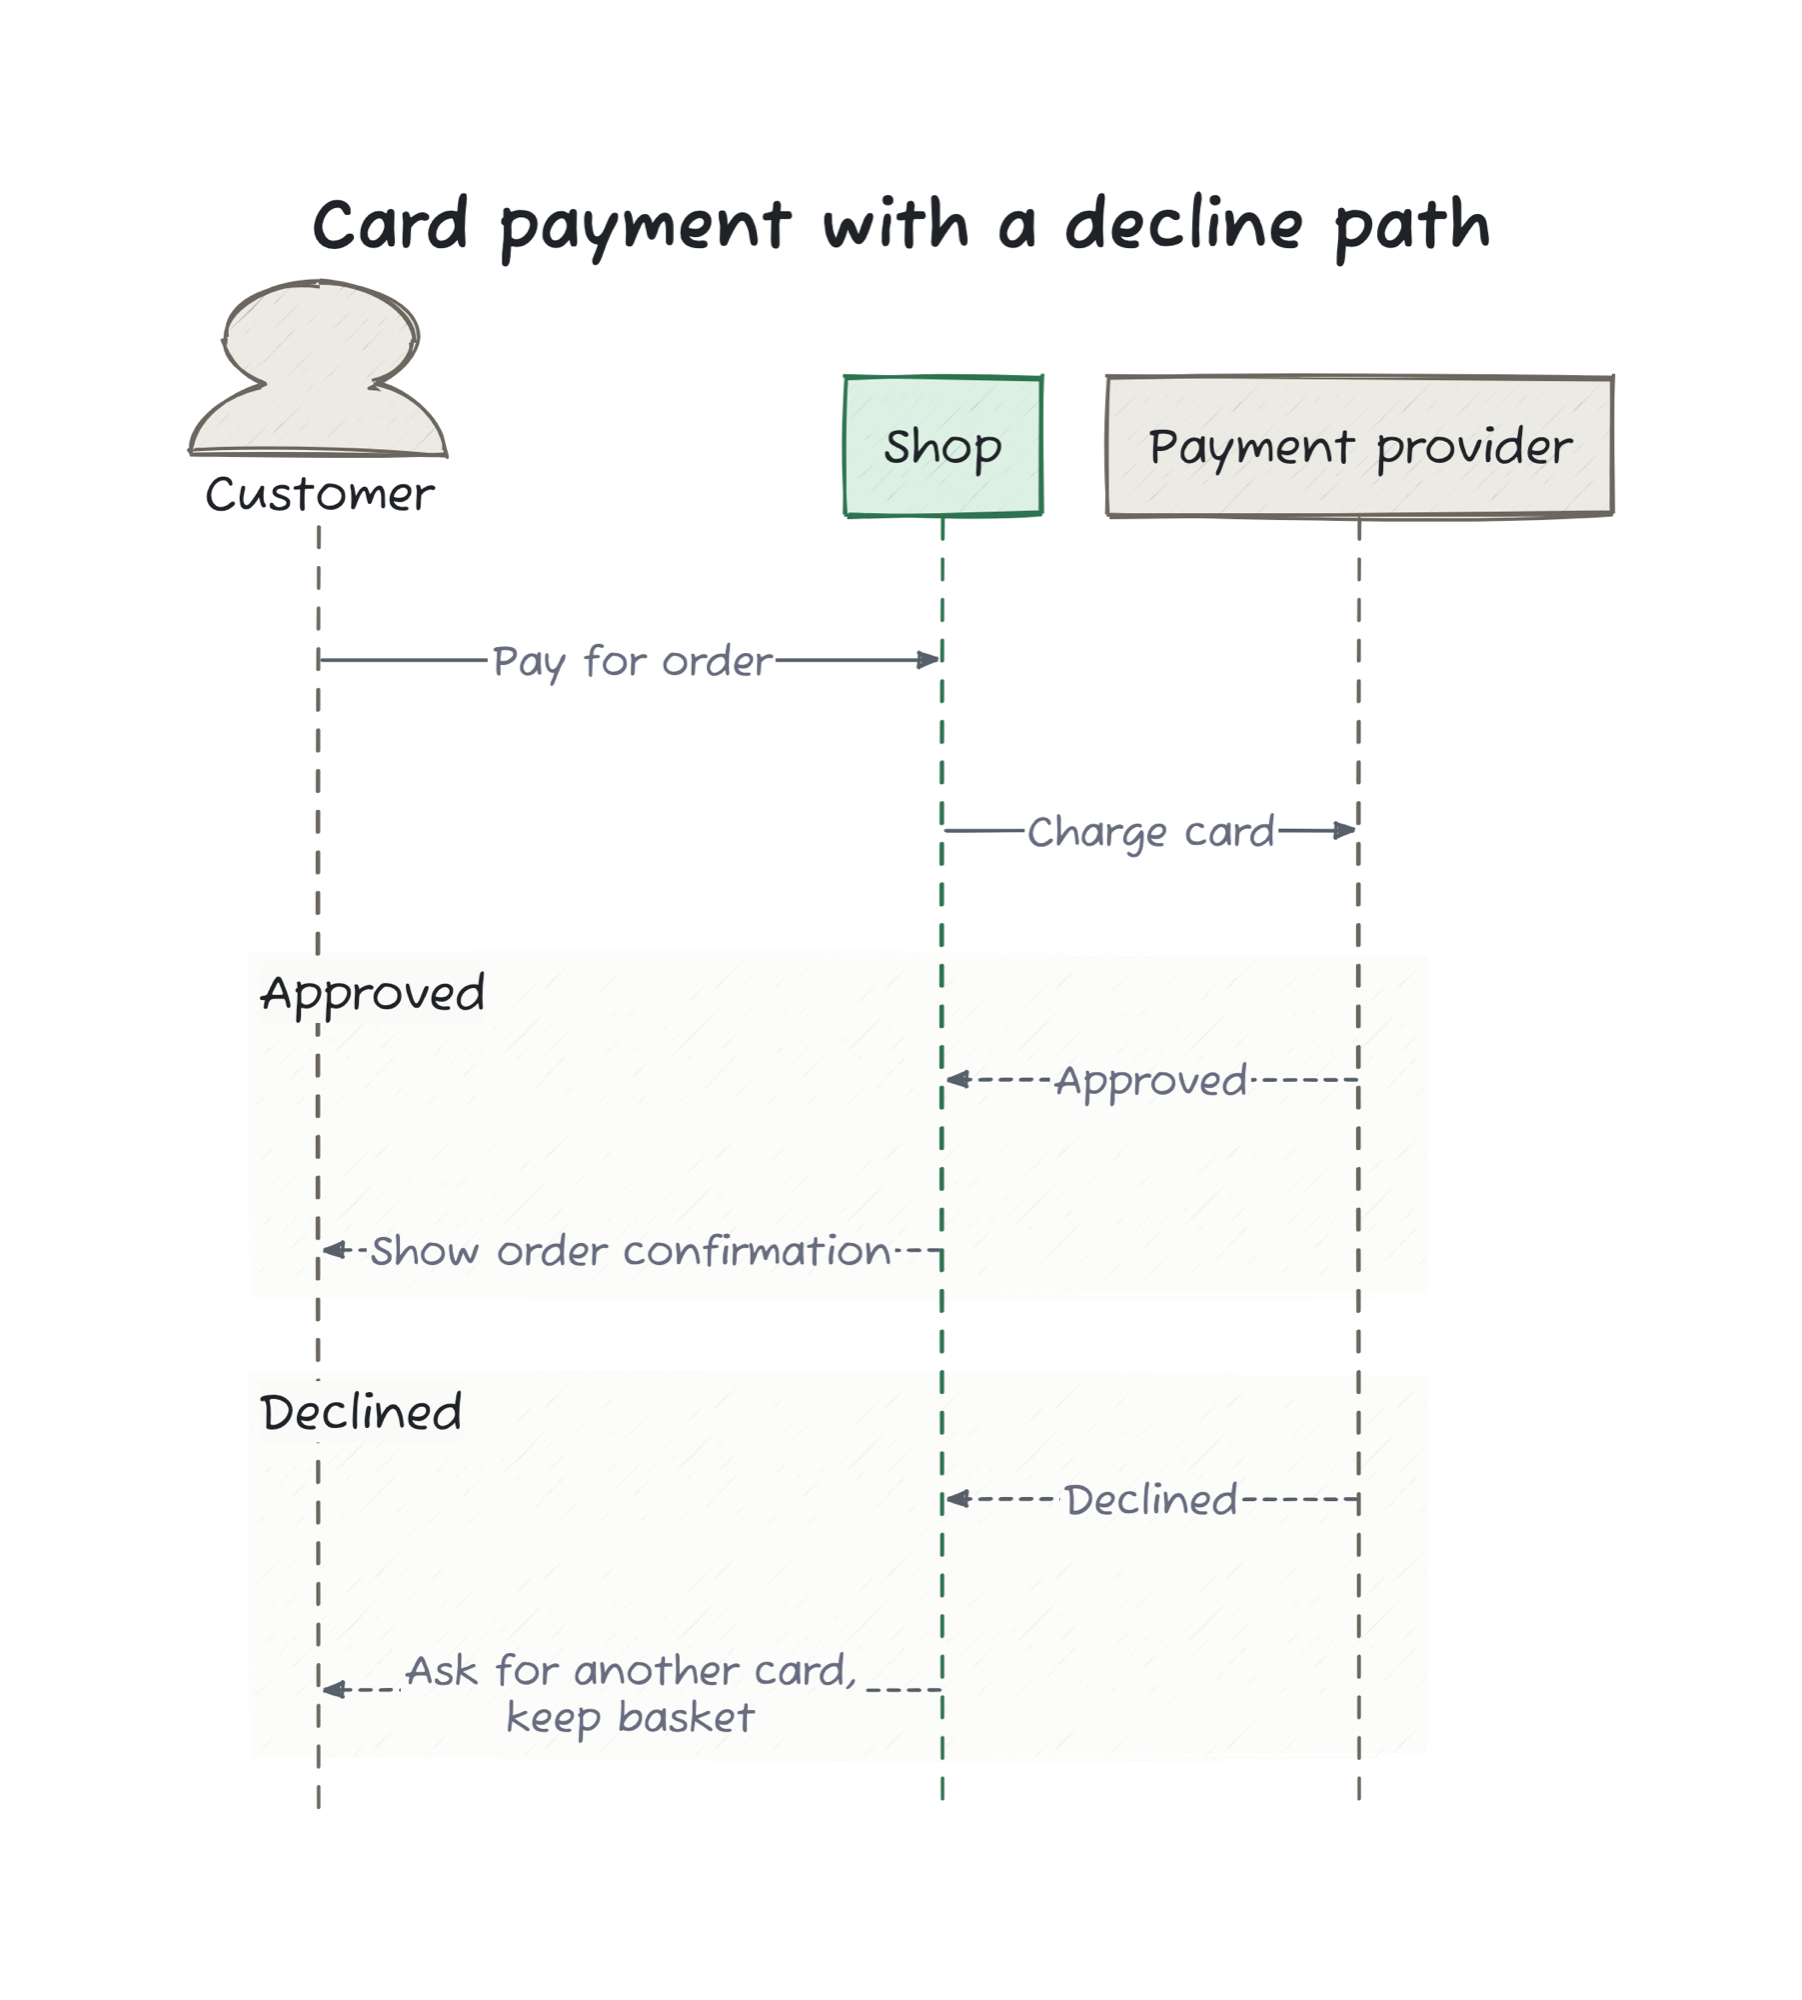 Card payment with a decline path
Customer
Shop
Payment provider
Pay for order
Charge card
Approved
Approved
Show order confirmation
Declined
Declined
Ask for another card,
keep basket